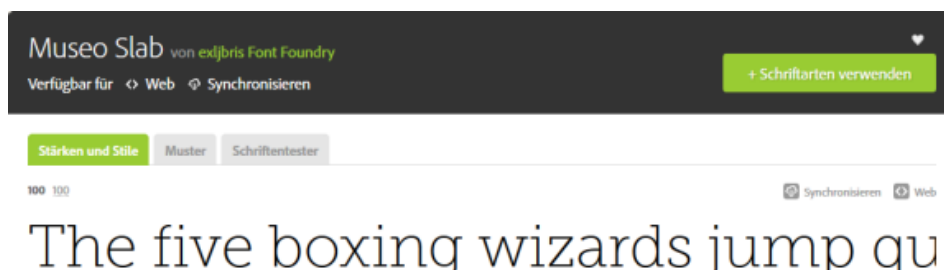 Museo Slab von exljbris Font Foundry
+ Schriftarten verwenden
Verfügbar für Web Synchronisieren
Stärken und Stile Muster Schriftentester
100 100 Synchronisieren Web
The five boxing wizards jump qu